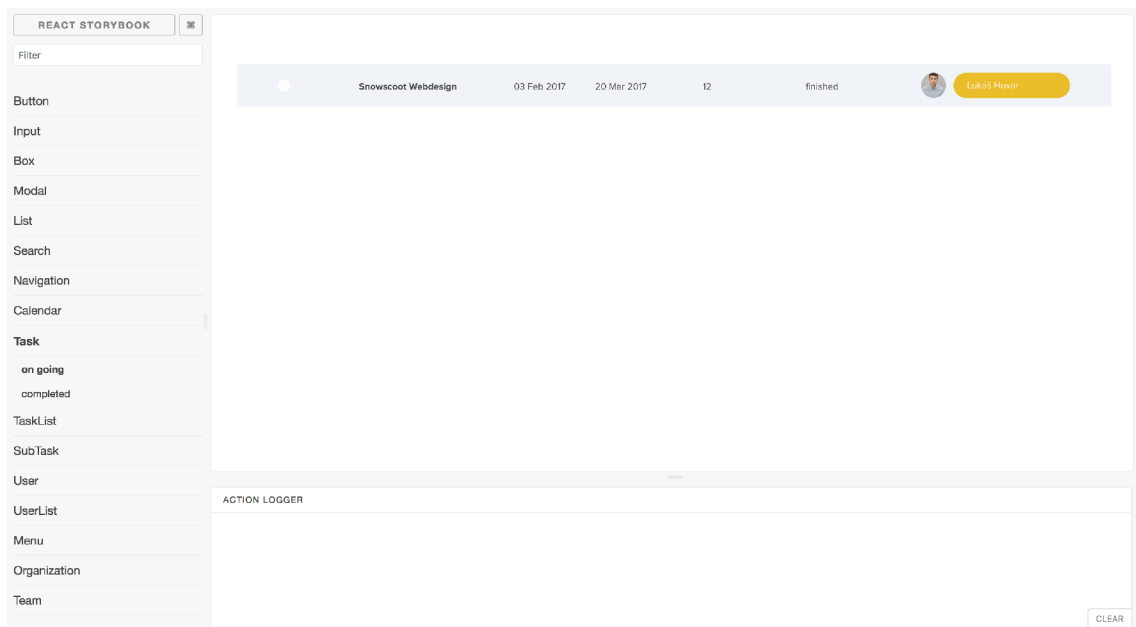 REACT STORYBOOK ⌘
Filter
Button
Input
Box
Modal
List
Search
Navigation
Calendar
Task
on going
completed
TaskList
SubTask
User
UserList
Menu
Organization
Team
Snowscoot Webdesign 03 Feb 2017 20 Mar 2017 12 finished Lukáš Huvar
ACTION LOGGER
CLEAR